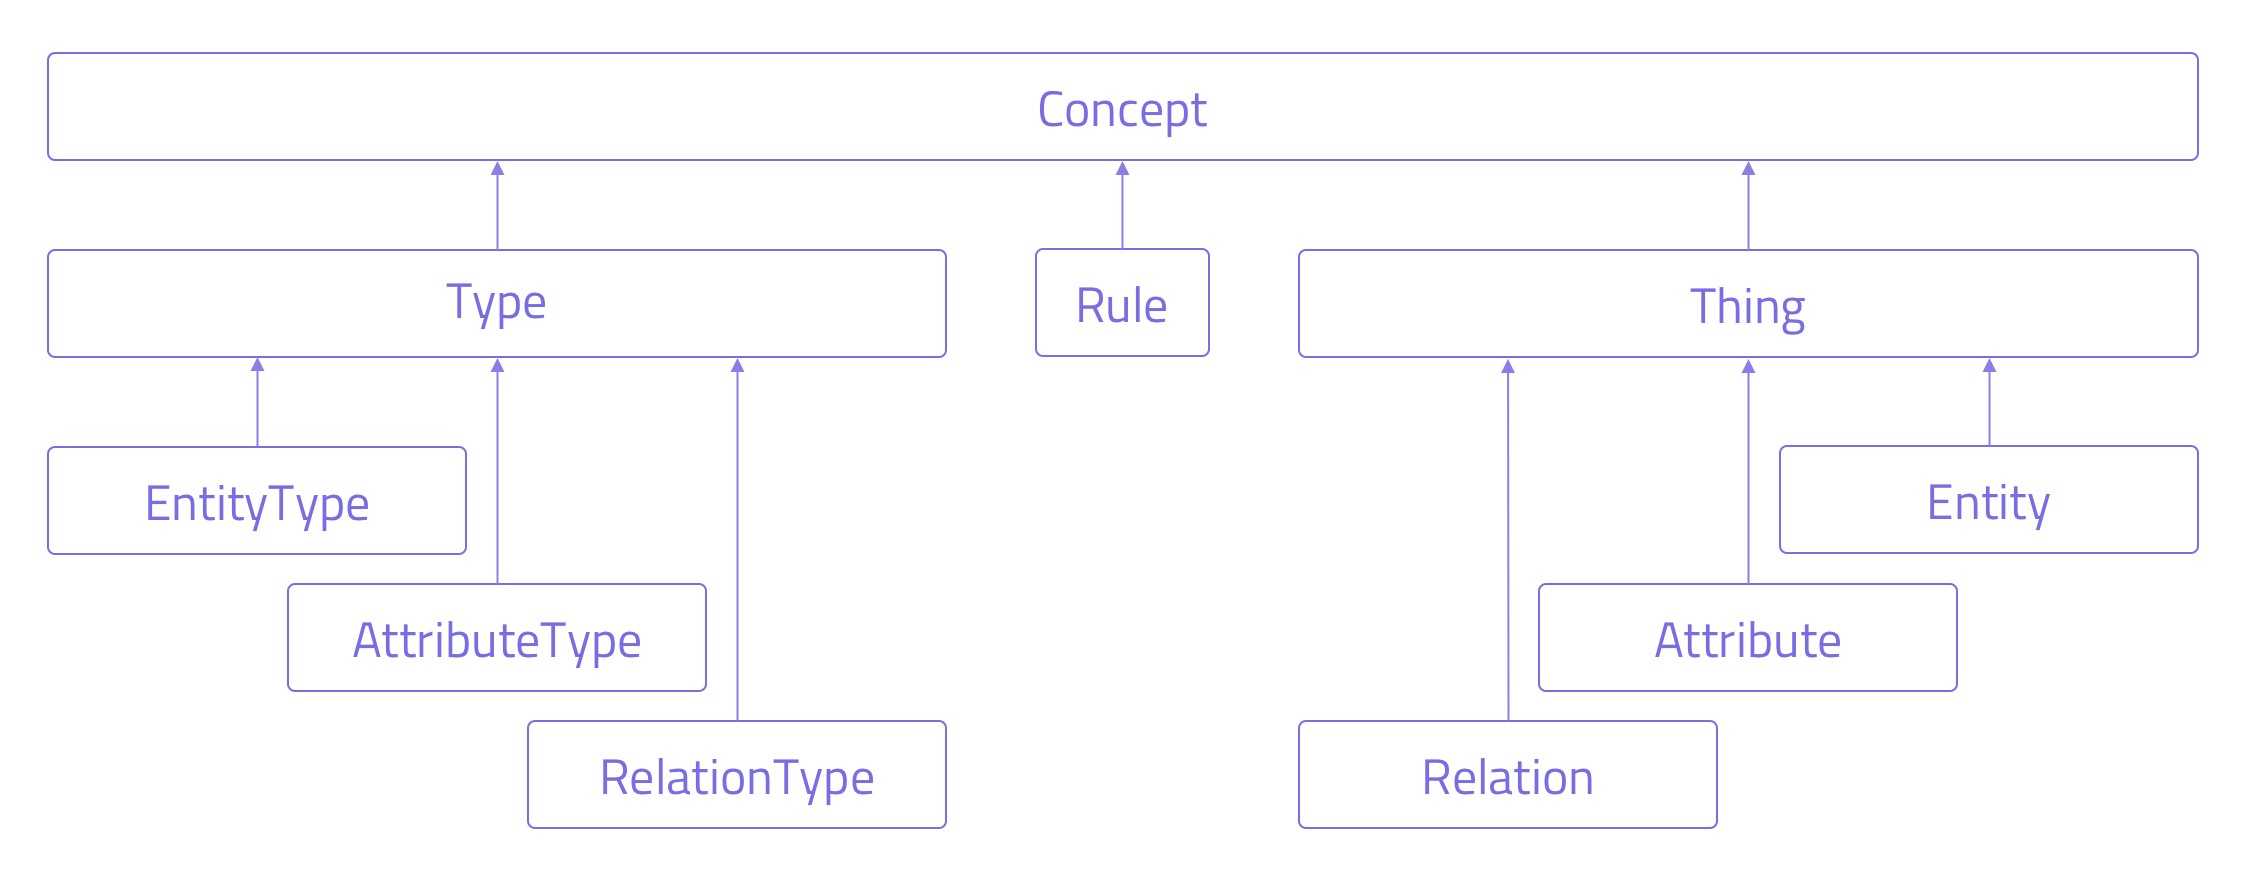 Concept
Type
Rule
Thing
EntityType
Entity
AttributeType
Attribute
RelationType
Relation